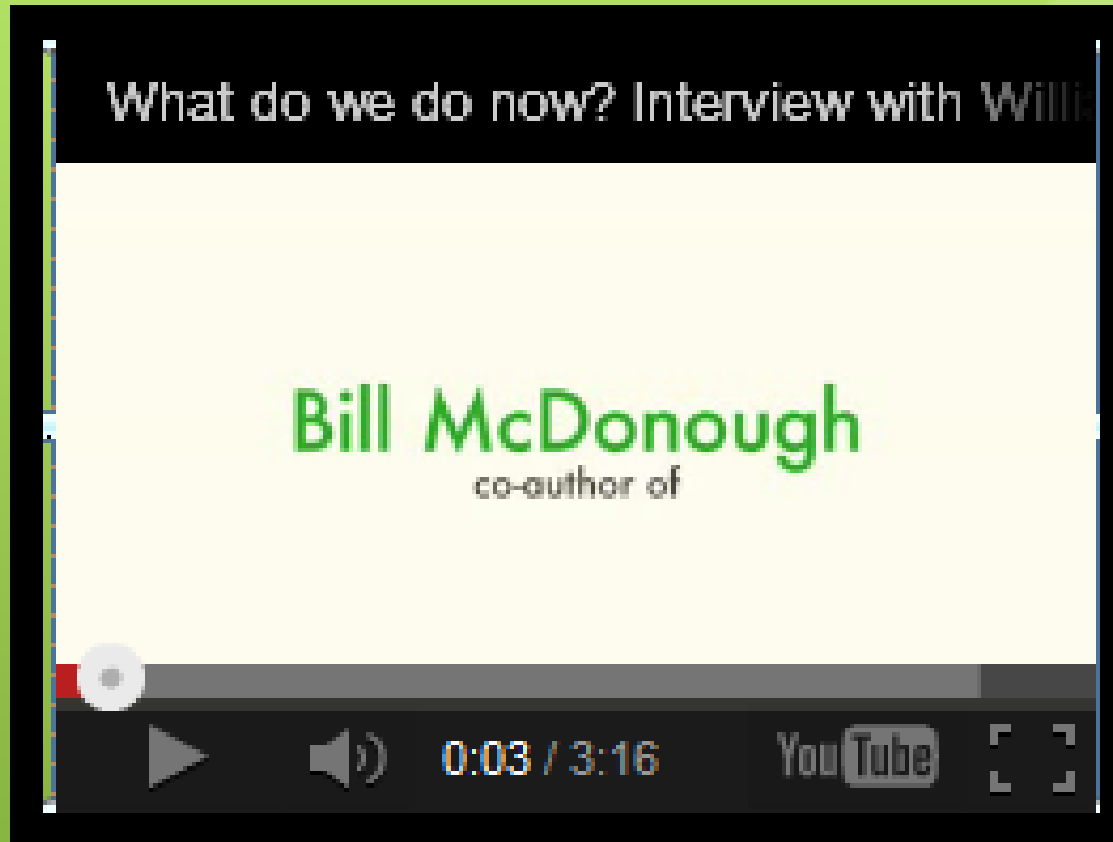 What do we do now? Interview with
Bill McDonough
co-author of
0:03 / 3:16 YouTube